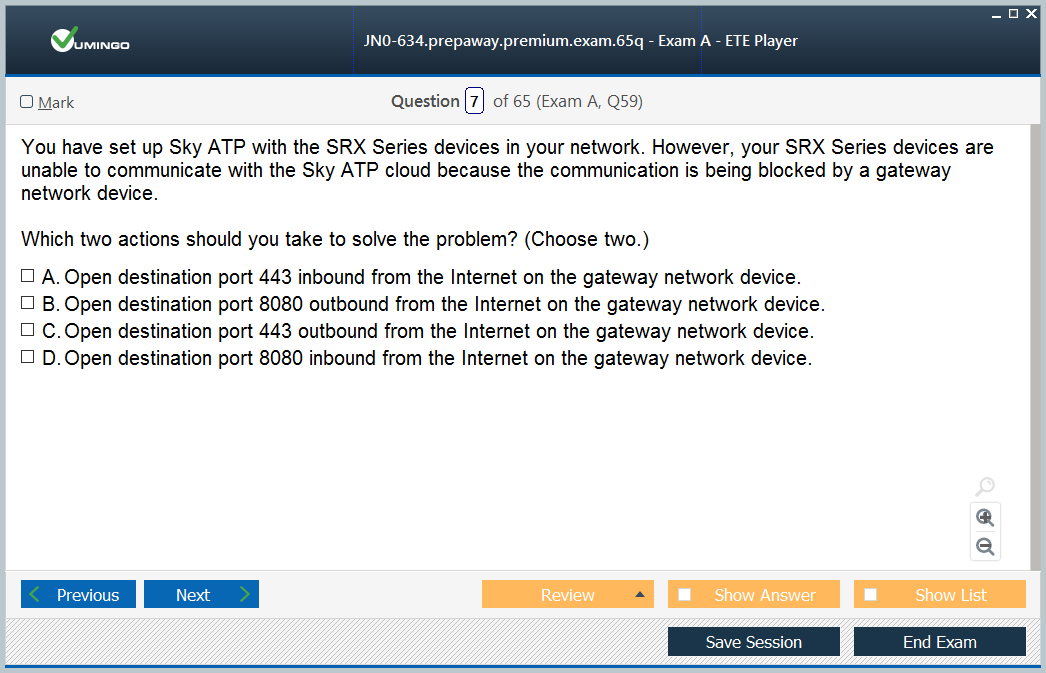 UMINGO
JN0-634.prepaway.premium.exam.65q - Exam A - ETE Player
Mark
Question 7 of 65 (Exam A, Q59)
You have set up Sky ATP with the SRX Series devices in your network. However, your SRX Series devices are
unable to communicate with the Sky ATP cloud because the communication is being blocked by a gateway
network device.
Which two actions should you take to solve the problem? (Choose two.)
A. Open destination port 443 inbound from the Internet on the gateway network device.
B. Open destination port 8080 outbound from the Internet on the gateway network device.
C. Open destination port 443 outbound from the Internet on the gateway network device.
D. Open destination port 8080 inbound from the Internet on the gateway network device.
Previous Next Review Show Answer Show List
Save Session End Exam